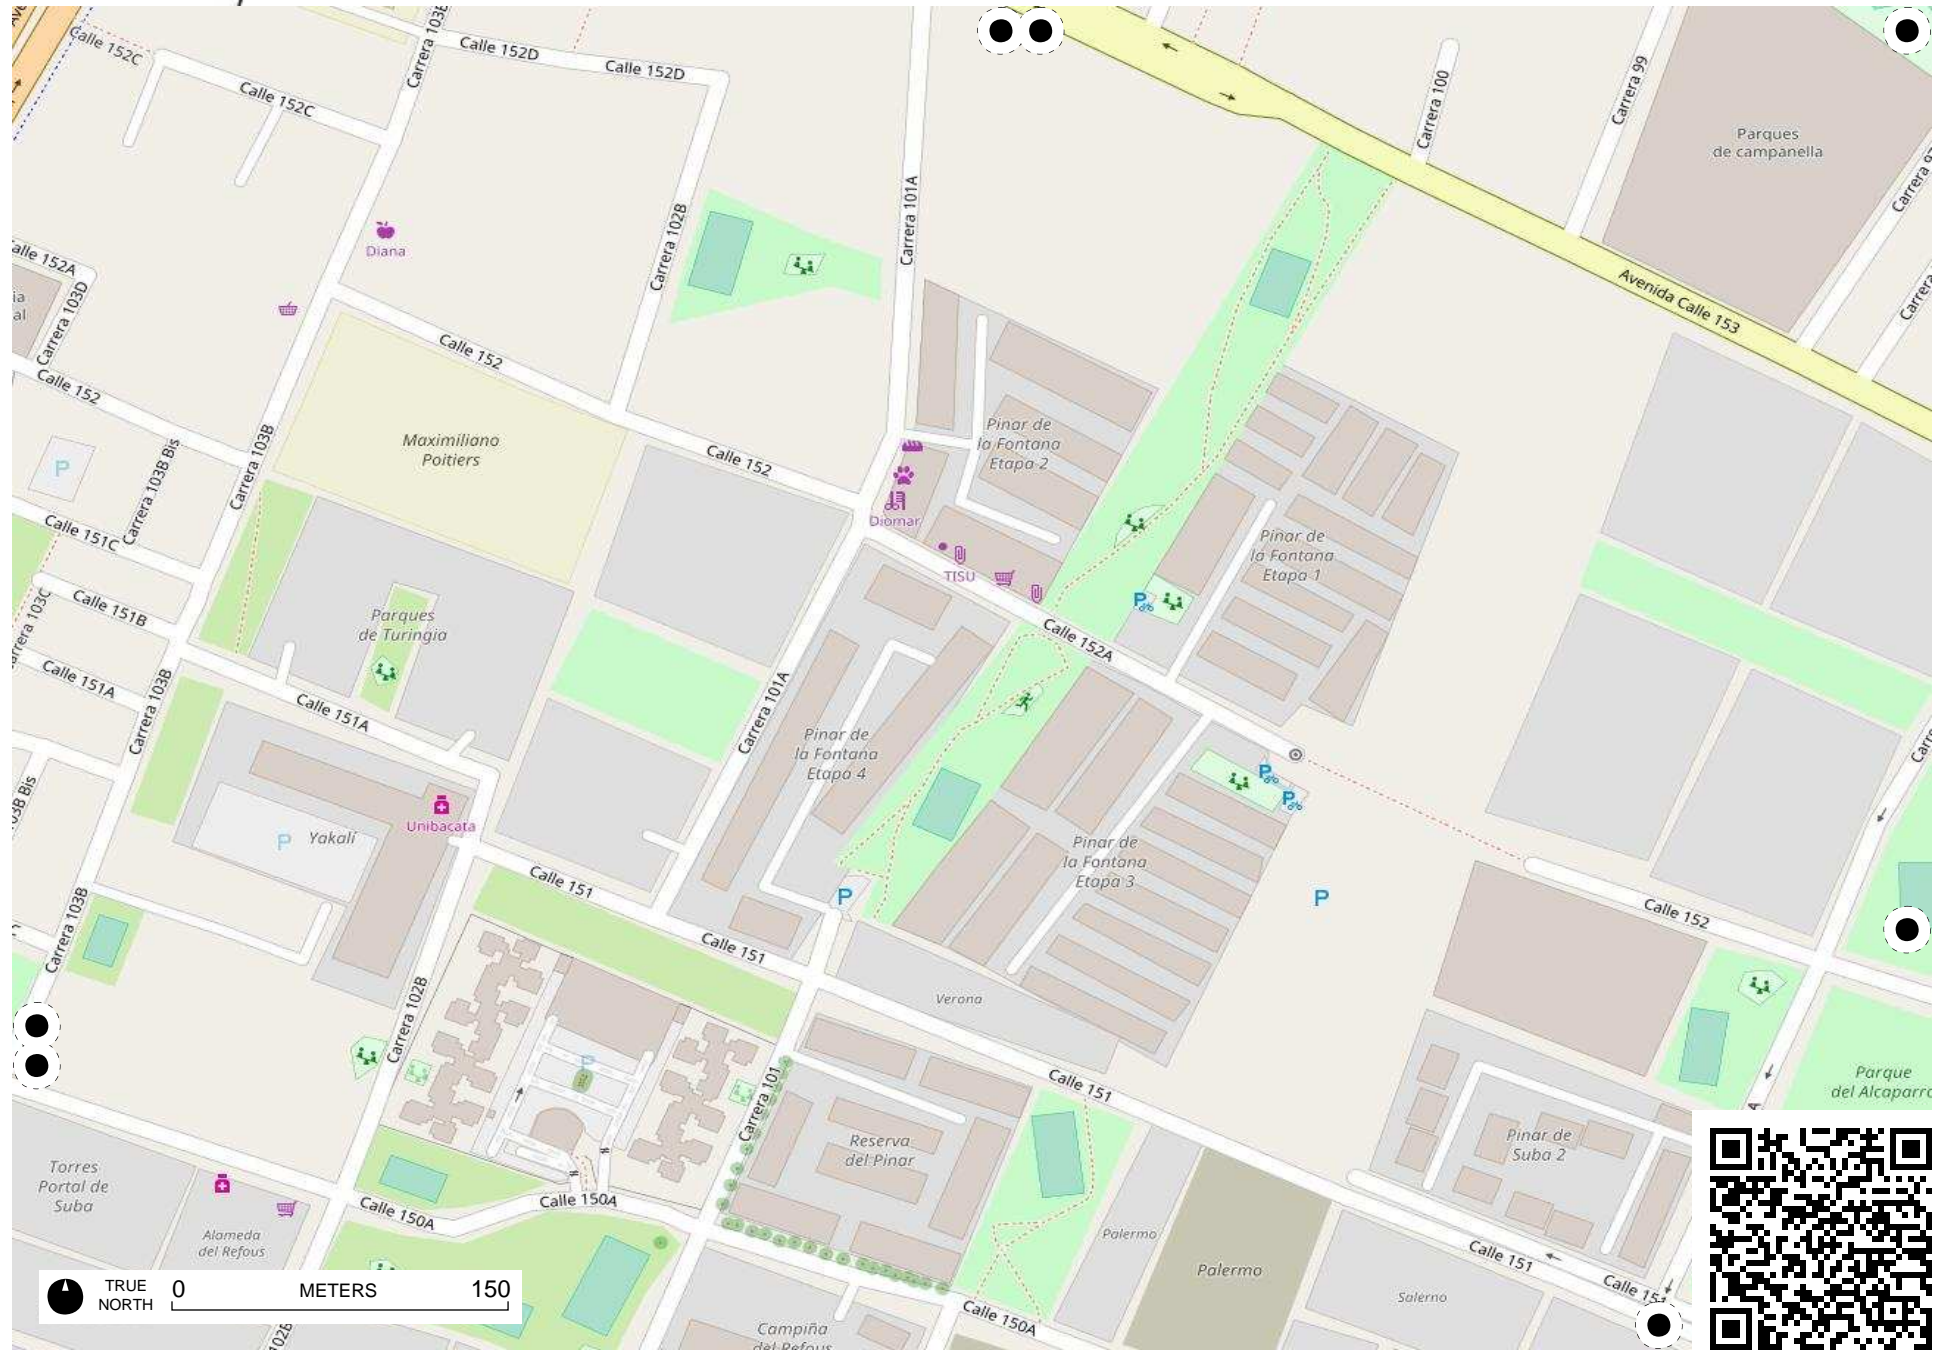 Calle 152C
Calle 152C
Carrera 103B
Calle 152D
Calle 152D
Carrera 101A
Carrera 102B
Carrera 100
Carrera 99
Parques
de campanella
Avenida Calle 153
Diana
Carrera 103D
Calle 152
Calle 152
Calle 152
Maximiliano
Poitiers
Carrera 103B
Carrera 103B Bis
P
Calle 151C
Calle 151B
Calle 151A
Calle 151A
Carrera 103B
Parques
de Turingia
Diomar
TISU
Pinar de
la Fontana
Etapa 2
Pinar de
la Fontana
Etapa 1
P
Calle 152A
Carrera 101A
Pinar de
la Fontana
Etapa 4
P
P
Pinar de
la Fontana
Etapa 3
P
P
Unibacata
P
Yakalí
Calle 151
Calle 151
Calle 151
Calle 152
Carrera 103B
Carrera 102B
Verona
P
Carrera 101
Reserva
del Pinar
Parque
Pinar de
Suba 2
Torres
Portal de
Suba
Alameda
del Refous
Calle 150A
Calle 150A
Calle 150A
Palermo
Palermo
Calle 151
Salerno
Campiña
del Refous
TRUE
NORTH
0
METERS
150